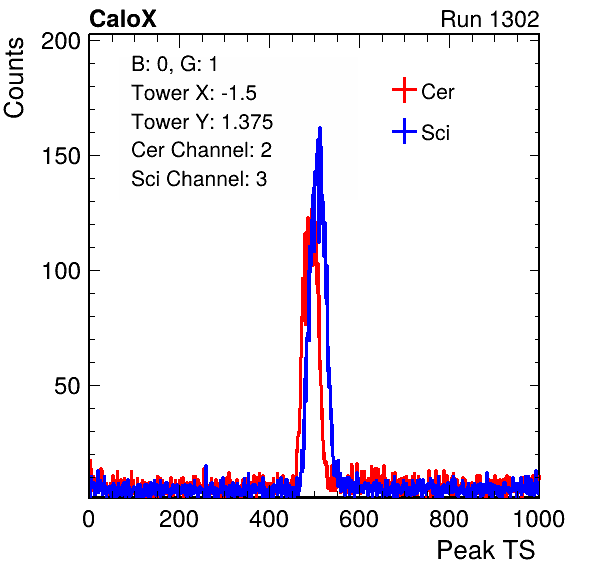 CaloX
Run 1302
Counts
200
150
100
50
B: 0, G: 1
Tower X: -1.5
Tower Y: 1.375
Cer Channel: 2
Sci Channel: 3
Cer
Sci
0 200 400 600 800 1000
Peak TS